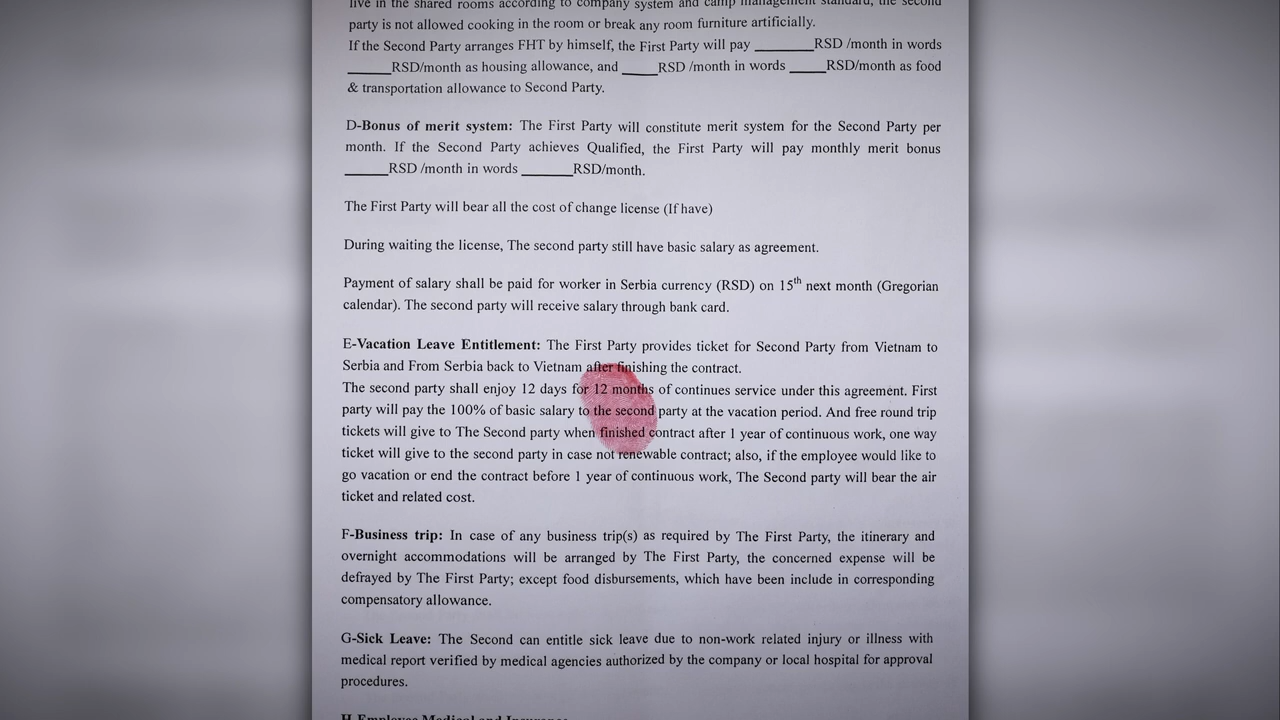 live in the shared rooms according to company system and camp management standard, the second
party is not allowed cooking in the room or break any room furniture artificially.
If the Second Party arranges FHT by himself, the First Party will pay ________RSD /month in words
______RSD/month as housing allowance, and _____RSD /month in words _____RSD/month as food
& transportation allowance to Second Party.
D-Bonus of merit system: The First Party will constitute merit system for the Second Party per
month. If the Second Party achieves Qualified, the First Party will pay monthly merit bonus
______RSD /month in words _______RSD/month.
The First Party will bear all the cost of change license (If have)
During waiting the license, The second party still have basic salary as agreement.
Payment of salary shall be paid for worker in Serbia currency (RSD) on 15th next month (Gregorian
calendar). The second party will receive salary through bank card.
E-Vacation Leave Entitlement: The First Party provides ticket for Second Party from Vietnam to
Serbia and From Serbia back to Vietnam after finishing the contract.
The second party shall enjoy 12 days for 12 months of continues service under this agreement. First
party will pay the 100% of basic salary to the second party at the vacation period. And free round trip
tickets will give to The Second party when finished contract after 1 year of continuous work, one way
ticket will give to the second party in case not renewable contract; also, if the employee would like to
go vacation or end the contract before 1 year of continuous work, The Second party will bear the air
ticket and related cost.
F-Business trip: In case of any business trip(s) as required by The First Party, the itinerary and
overnight accommodations will be arranged by The First Party, the concerned expense will be
defrayed by The First Party; except food disbursements, which have been include in corresponding
compensatory allowance.
G-Sick Leave: The Second can entitle sick leave due to non-work related injury or illness with
medical report verified by medical agencies authorized by the company or local hospital for approval
procedures.
H-Employee Medical and Insurance